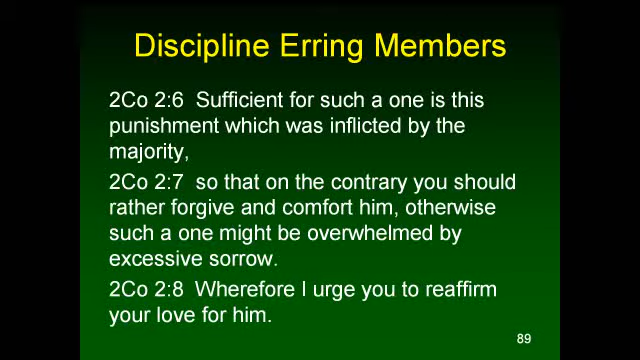 Discipline Erring Members
2Co 2:6  Sufficient for such a one is this
punishment which was inflicted by the
majority,
2Co 2:7  so that on the contrary you should
rather forgive and comfort him, otherwise
such a one might be overwhelmed by
excessive sorrow.
2Co 2:8  Wherefore I urge you to reaffirm
your love for him.
89